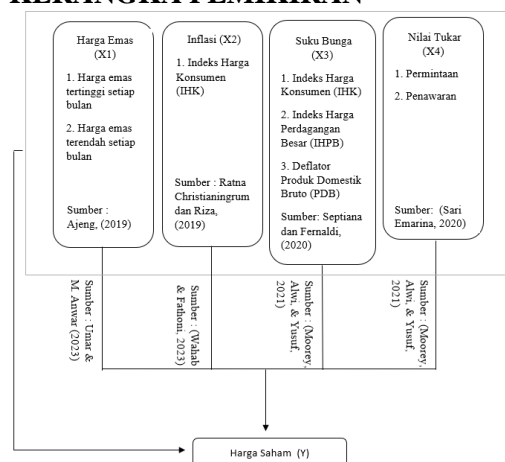 KERANGKA PEMIKIRAN
Harga Emas
(X1)
1. Harga emas
tertinggi setiap
bulan
2. Harga emas
terendah setiap
bulan
Sumber :
Ajeng, (2019)
Inflasi (X2)
1. Indeks Harga
Konsumen
(IHK)
Sumber : Ratna
Christianingrum
dan Riza,
(2019)
Suku Bunga
(X3)
1. Indeks Harga
Konsumen (IHK)
2. Indeks Harga
Perdagangan
Besar (IHPB)
3. Deflator
Produk Domestik
Bruto (PDB)
Sumber: Septiana
dan Fernaldi,
(2020)
Nilai Tukar
(X4)
1. Permintaan
2. Penawaran
Sumber: (Sari
Emarina, 2020)
Sumber : Umar &
M. Anwar (2023)
Sumber : (Wahab
& Fathoni, 2023)
Sumber : (Moorey,
Alwi, & Yusuf,
2021)
Sumber : (Moorey,
Alwi, & Yusuf,
2021)
Harga Saham (Y)